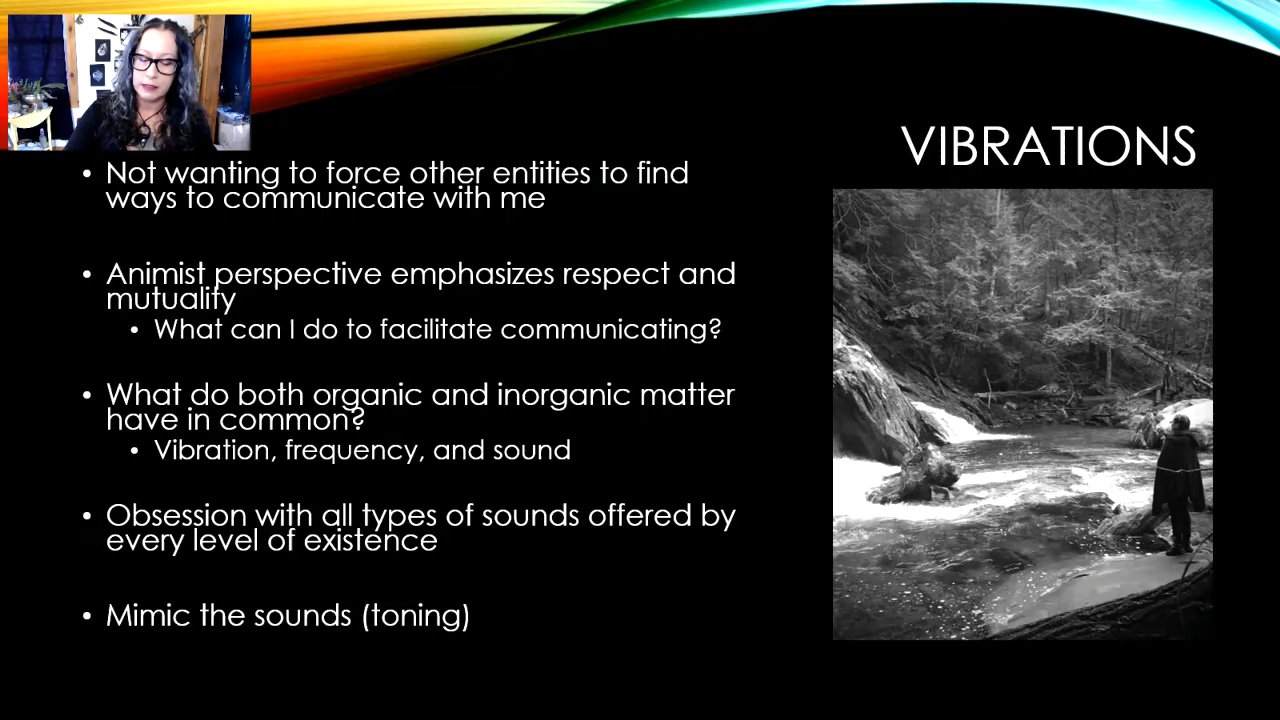 VIBRATIONS
• Not wanting to force other entities to find
ways to communicate with me
• Animist perspective emphasizes respect and
mutuality
• What can I do to facilitate communicating?
• What do both organic and inorganic matter
have in common?
• Vibration, frequency, and sound
• Obsession with all types of sounds offered by
every level of existence
• Mimic the sounds (toning)